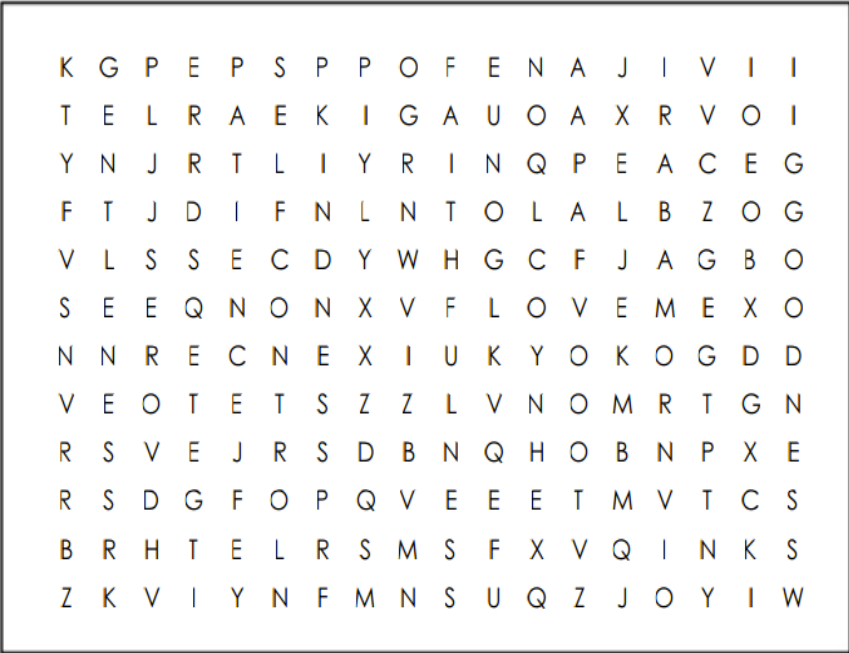 K G P E P S P P O F E N A J I V I I
T E L R A E K I G A U O A X R V O I
Y N J R T L I Y R I N Q P E A C E G
F T J D I F N L N T O L A L B Z O G
V L S S E C D Y W H G C F J A G B O
S E E Q N O N X V F L O V E M E X O
N N R E C N E X I U K Y O K O G D D
V E O T E T S Z Z L V N O M R T G N
R S V E J R S D B N Q H O B N P X E
R S D G F O P Q V E E E T M V T C S
B R H T E L R S M S F X V Q I N K S
Z K V I Y N F M N S U Q Z J O Y I W